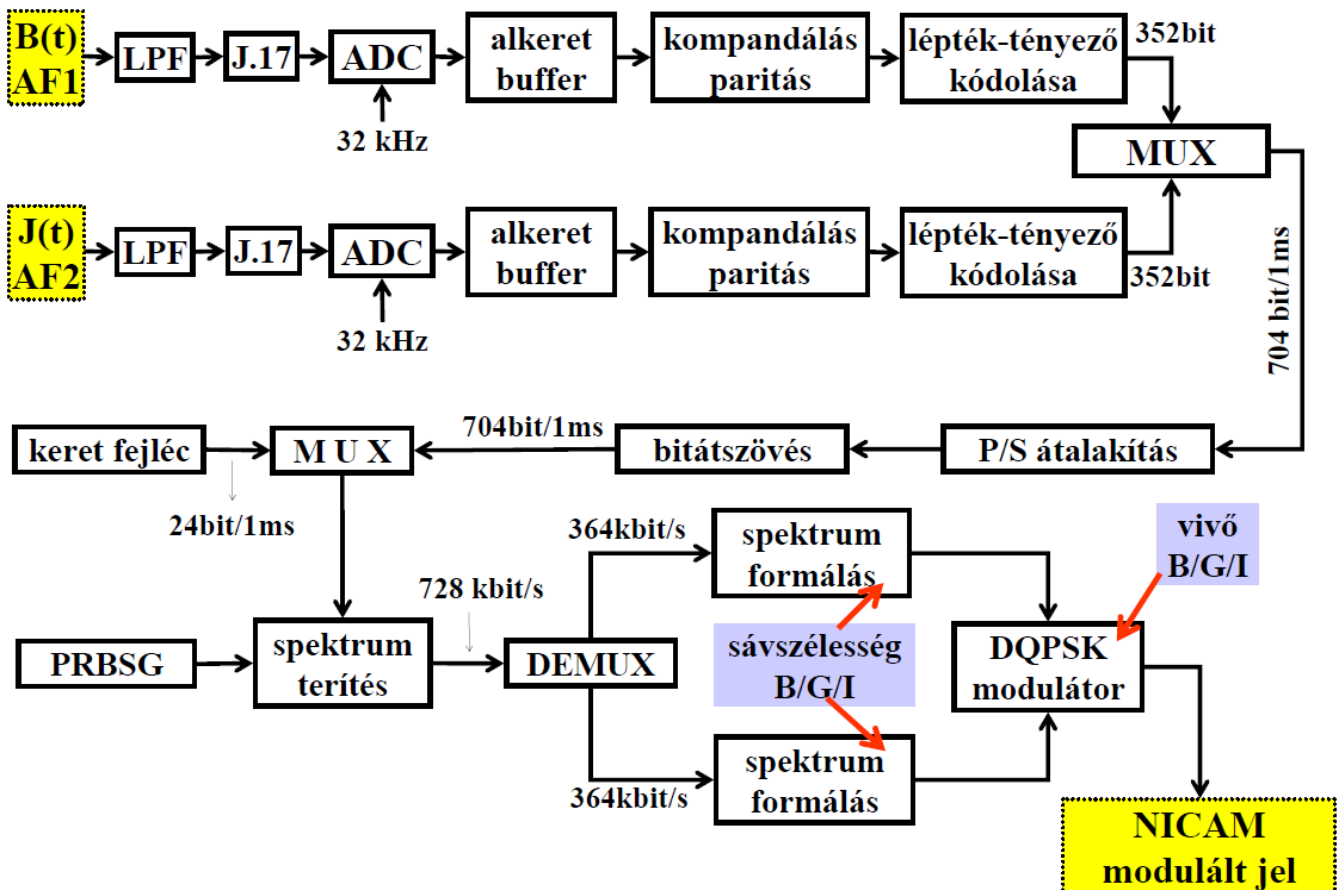 B(t)
AF1
LPF
J.17
ADC
32 kHz
alkeret
buffer
kompandálás
paritás
lépték-tényező
kódolása
352bit
MUX
J(t)
AF2
LPF
J.17
ADC
32 kHz
alkeret
buffer
kompandálás
paritás
lépték-tényező
kódolása
352bit
704 bit/1ms
keret fejléc
24bit/1ms
M U X
704bit/1ms
bitátszövés
P/S átalakítás
PRBSG
spektrum
terítés
728 kbit/s
DEMUX
364kbit/s
364kbit/s
spektrum
formálás
sávszélesség
B/G/I
spektrum
formálás
vivő
B/G/I
DQPSK
modulátor
NICAM
modulált jel